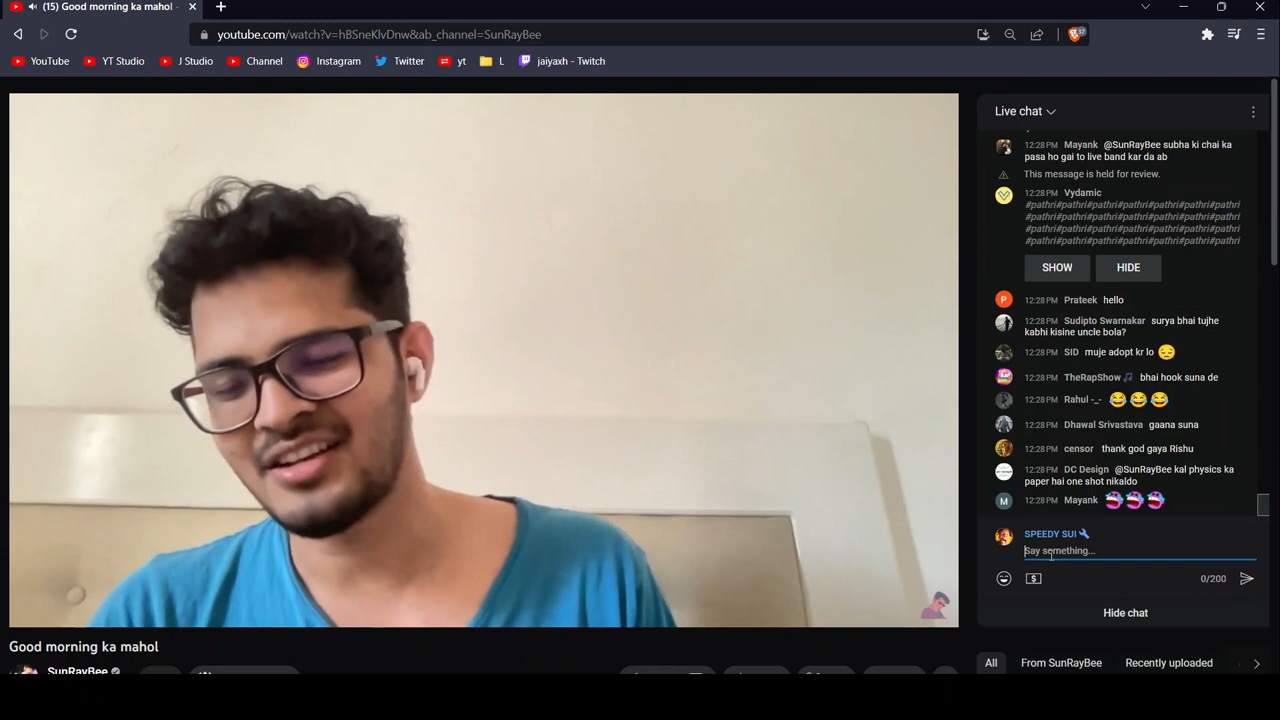 (15) Good morning ka mahol
youtube.com/watch?v=hBSneKlvDnw&ab_channel=SunRayBee
37
YouTube YT Studio J Studio Channel Instagram Twitter yt L jaiyaxh - Twitch
Live chat
12:28 PM Mayank @SunRayBee subha ki chai ka
pasa ho gai to live band kar da ab
This message is held for review.
12:28 PM Vydamic
#pathri#pathri#pathri#pathri#pathri#pathri#pathri
#pathri#pathri#pathri#pathri#pathri#pathri#pathri
#pathri#pathri#pathri#pathri#pathri#pathri#pathri
#pathri#pathri#pathri#pathri#pathri#pathri#pathri
SHOW HIDE
P 12:28 PM Prateek hello
12:28 PM Sudipto Swarnakar surya bhai tujhe
kabhi kisine uncle bola?
12:28 PM SID muje adopt kr lo 😔
12:28 PM TheRapShow🎵 bhai hook suna de
12:28 PM Rahul -_- 😂😂😂
12:28 PM Dhawal Srivastava gaana suna
12:28 PM censor thank god gaya Rishu
12:28 PM DC Design @SunRayBee kal physics ka
paper hai one shot nikaldo
M 12:28 PM Mayank
SPEEDY SUI
Say something...
$ 0/200
Hide chat
Good morning ka mahol
SunRayBee
All From SunRayBee Recently uploaded